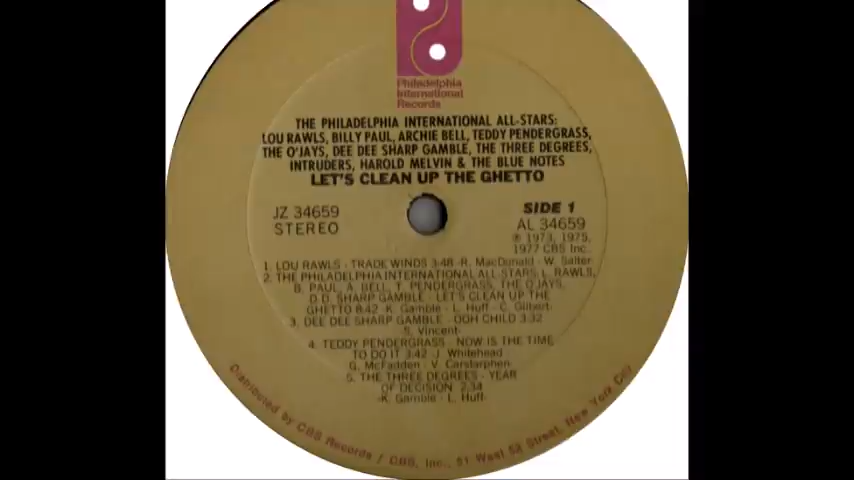 Philadelphia
International
Records
THE PHILADELPHIA INTERNATIONAL ALL-STARS:
LOU RAWLS, BILLY PAUL, ARCHIE BELL, TEDDY PENDERGRASS,
THE O'JAYS, DEE DEE SHARP GAMBLE, THE THREE DEGREES,
INTRUDERS, HAROLD MELVIN & THE BLUE NOTES
LET'S CLEAN UP THE GHETTO
JZ 34659
STEREO
SIDE 1
AL 34659
℗ 1973, 1975,
1977 CBS Inc.
1. LOU RAWLS - TRADE WINDS 3:48 -R. MacDonald - W. Salter-
2. THE PHILADELPHIA INTERNATIONAL ALL-STARS: L. RAWLS,
B. PAUL, A. BELL, T. PENDERGRASS, THE O'JAYS,
D.D. SHARP GAMBLE - LET'S CLEAN UP THE
GHETTO 8:42 -K. Gamble - L. Huff - C. Gilbert-
3. DEE DEE SHARP GAMBLE - OOH CHILD 3:32
-S. Vincent-
4. TEDDY PENDERGRASS - NOW IS THE TIME
TO DO IT 3:42 -J. Whitehead -
G. McFadden - V. Carstarphen-
5. THE THREE DEGREES - YEAR
OF DECISION 2:34
-K. Gamble - L. Huff-
Distributed by CBS Records / CBS, Inc., 51 West 52 Street, New York City